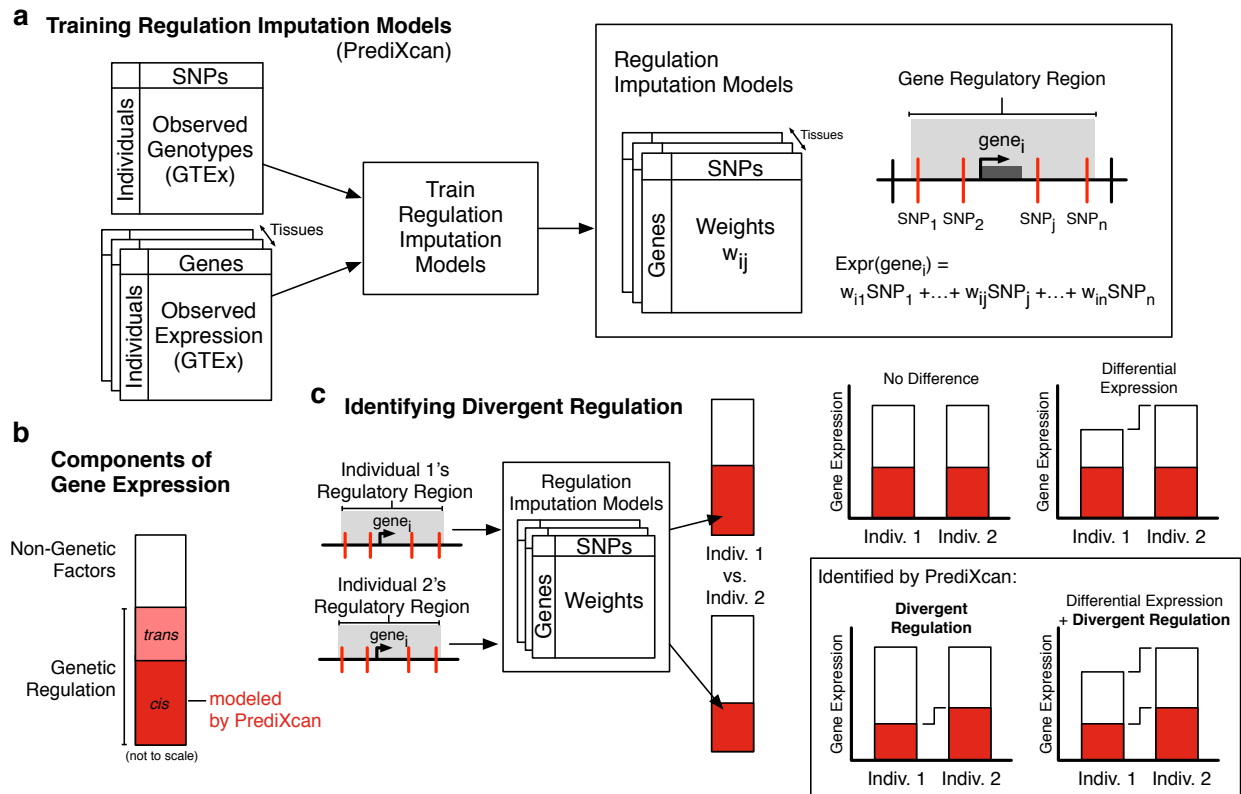 a
Training Regulation Imputation Models
(PrediXcan)
SNPs
Individuals
Observed
Genotypes
(GTEx)
Tissues
Genes
Individuals
Observed
Expression
(GTEx)
Train
Regulation
Imputation
Models
Regulation
Imputation Models
Tissues
SNPs
Genes
Weights
wij
Gene Regulatory Region
genei
SNP1 SNP2 SNPj SNPn
Expr(genei) =
wi1SNP1 +...+ wijSNPj +...+ winSNPn
b
Components of
Gene Expression
Non-Genetic
Factors
trans
Genetic
Regulation
cis
modeled
by PrediXcan
(not to scale)
c
Identifying Divergent Regulation
Individual 1's
Regulatory Region
genei
Individual 2's
Regulatory Region
genei
Regulation
Imputation Models
SNPs
Genes
Weights
Indiv. 1
vs.
Indiv. 2
No Difference
Gene Expression
Indiv. 1 Indiv. 2
Differential
Expression
Gene Expression
Indiv. 1 Indiv. 2
Identified by PrediXcan:
Divergent
Regulation
Gene Expression
Indiv. 1 Indiv. 2
Differential Expression
+ Divergent Regulation
Gene Expression
Indiv. 1 Indiv. 2